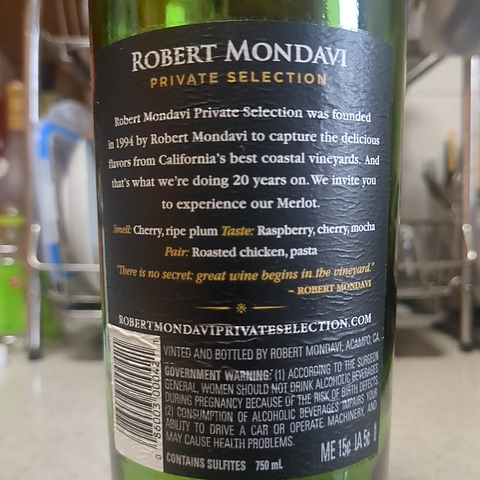 ROBERT MONDAVI
PRIVATE SELECTION
Robert Mondavi Private Selection was founded
in 1994 by Robert Mondavi to capture the delicious
flavors from California's best coastal vineyards. And
that's what we're doing 20 years on. We invite you
to experience our Merlot.
Smell: Cherry, ripe plum Taste: Raspberry, cherry, mocha
Pair: Roasted chicken, pasta
"There is no secret: great wine begins in the vineyard."
~ ROBERT MONDAVI
ROBERTMONDAVIPRIVATESELECTION.COM
VINTED AND BOTTLED BY ROBERT MONDAVI, ACAMPO, CA
GOVERNMENT WARNING: (1) ACCORDING TO THE SURGEON
GENERAL, WOMEN SHOULD NOT DRINK ALCOHOLIC BEVERAGES
DURING PREGNANCY BECAUSE OF THE RISK OF BIRTH DEFECTS.
(2) CONSUMPTION OF ALCOHOLIC BEVERAGES IMPAIRS YOUR
ABILITY TO DRIVE A CAR OR OPERATE MACHINERY, AND
MAY CAUSE HEALTH PROBLEMS.
ME 15¢ IA 5¢
CONTAINS SULFITES 750 mL